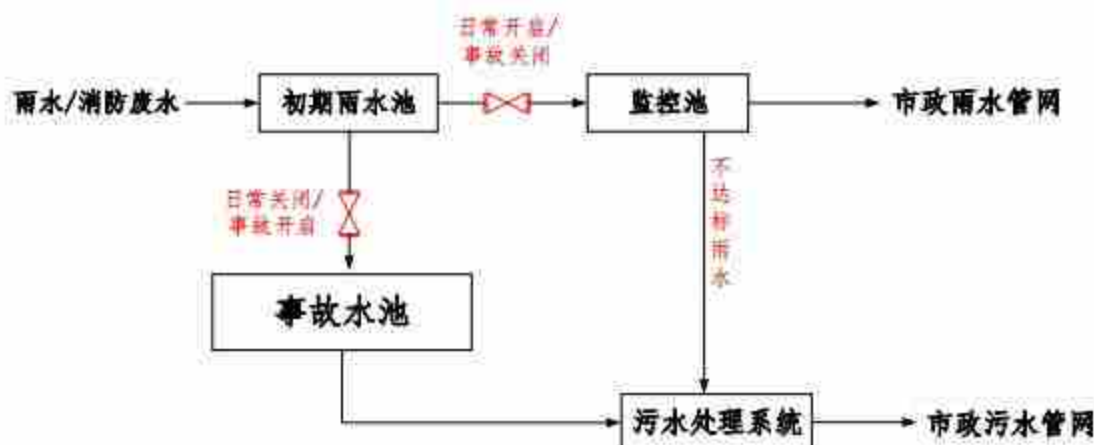 日常开启/
事故关闭
雨水/消防废水
初期雨水池
监控池
市政雨水管网
不达标雨水
日常关闭/
事故开启
事故水池
污水处理系统
市政污水管网